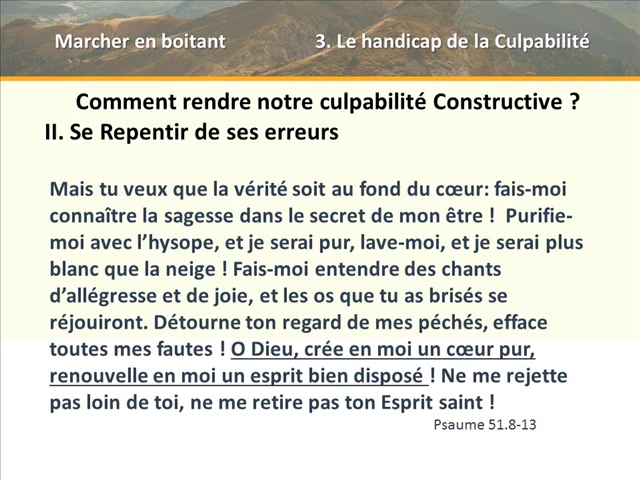 Marcher en boitant 3. Le handicap de la Culpabilité
Comment rendre notre culpabilité Constructive ?
II. Se Repentir de ses erreurs
Mais tu veux que la vérité soit au fond du cœur: fais-moi
connaître la sagesse dans le secret de mon être ! Purifie-
moi avec l’hysope, et je serai pur, lave-moi, et je serai plus
blanc que la neige ! Fais-moi entendre des chants
d’allégresse et de joie, et les os que tu as brisés se
réjouiront. Détourne ton regard de mes péchés, efface
toutes mes fautes ! O Dieu, crée en moi un cœur pur,
renouvelle en moi un esprit bien disposé ! Ne me rejette
pas loin de toi, ne me retire pas ton Esprit saint !
Psaume 51.8-13